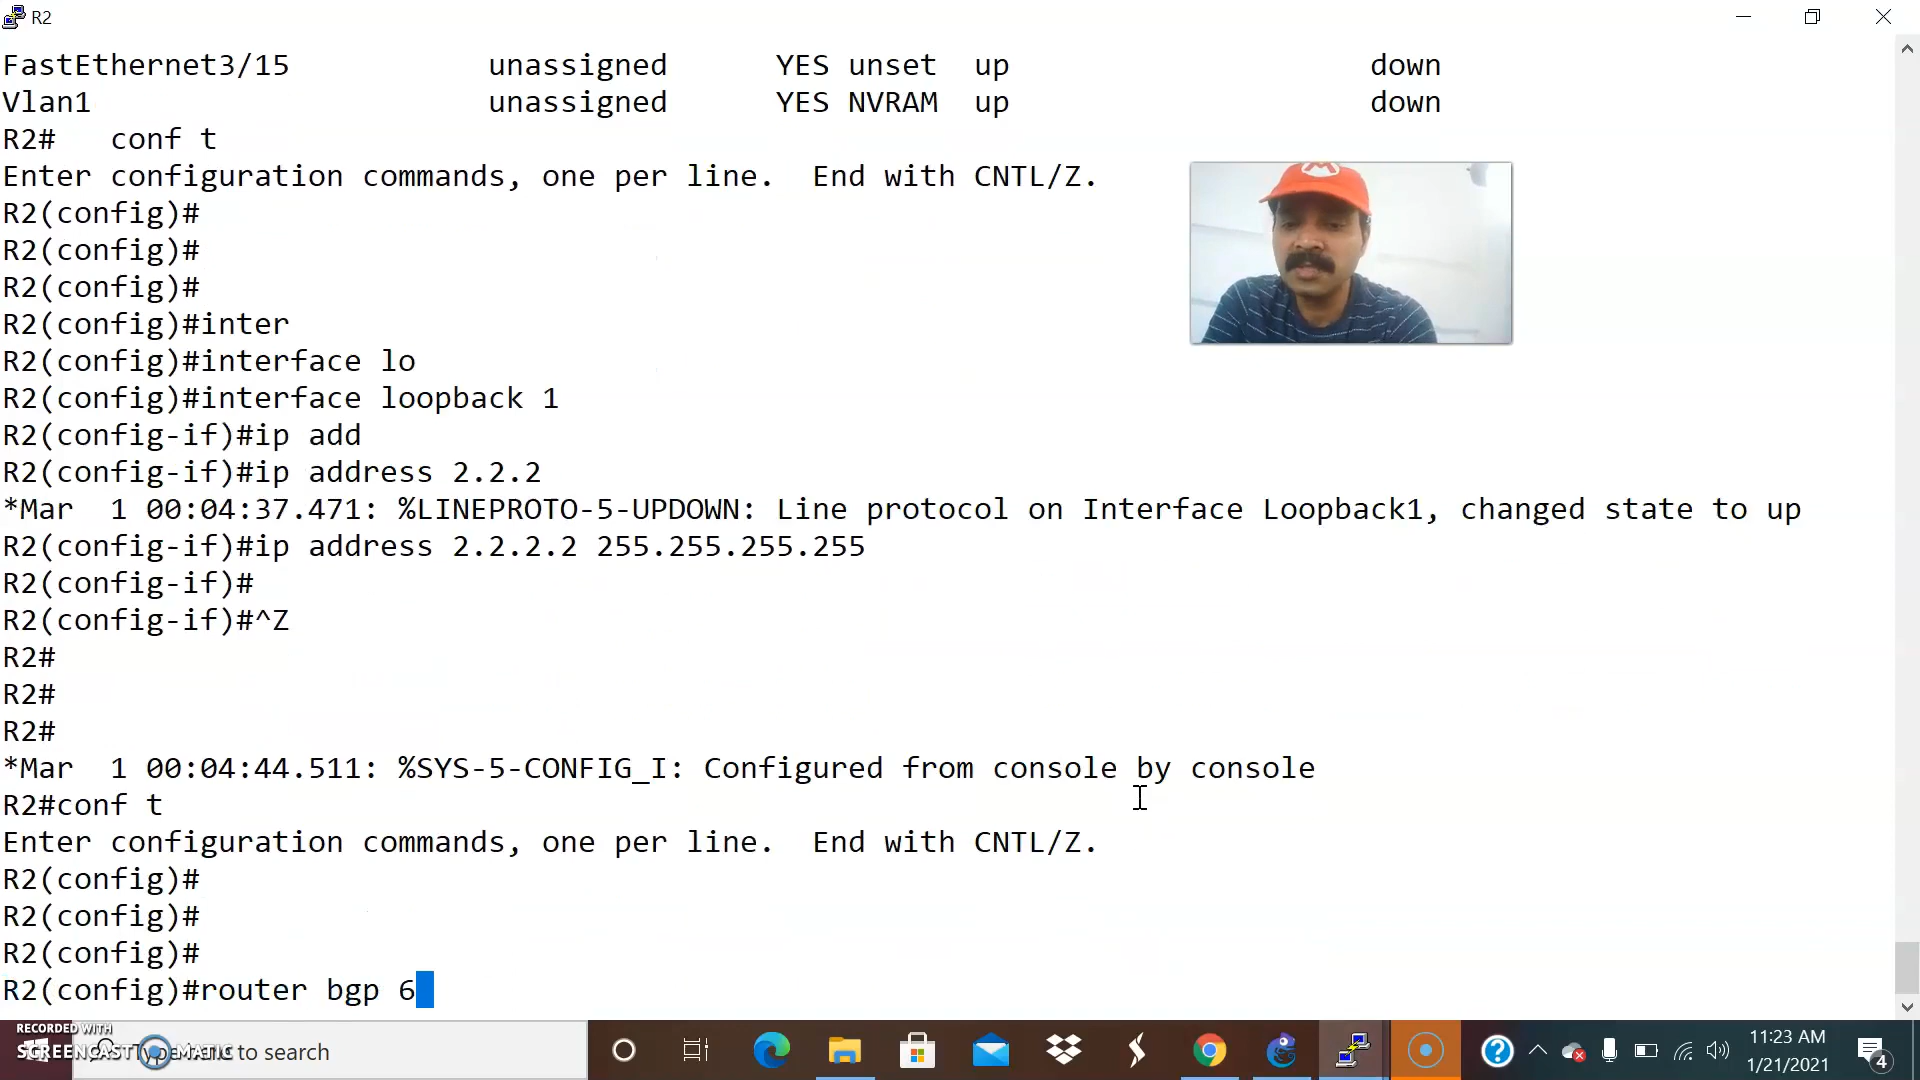 R2
FastEthernet3/15 unassigned YES unset up down
Vlan1 unassigned YES NVRAM up down
R2# conf t
Enter configuration commands, one per line. End with CNTL/Z.
R2(config)#
R2(config)#
R2(config)#
R2(config)#inter
R2(config)#interface lo
R2(config)#interface loopback 1
R2(config-if)#ip add
R2(config-if)#ip address 2.2.2
*Mar 1 00:04:37.471: %LINEPROTO-5-UPDOWN: Line protocol on Interface Loopback1, changed state to up
R2(config-if)#ip address 2.2.2.2 255.255.255.255
R2(config-if)#
R2(config-if)#^Z
R2#
R2#
R2#
*Mar 1 00:04:44.511: %SYS-5-CONFIG_I: Configured from console by console
R2#conf t
Enter configuration commands, one per line. End with CNTL/Z.
R2(config)#
R2(config)#
R2(config)#
R2(config)#router bgp 6
RECORDED WITH
SCREENCAST MATIC
to search
11:23 AM
1/21/2021
4